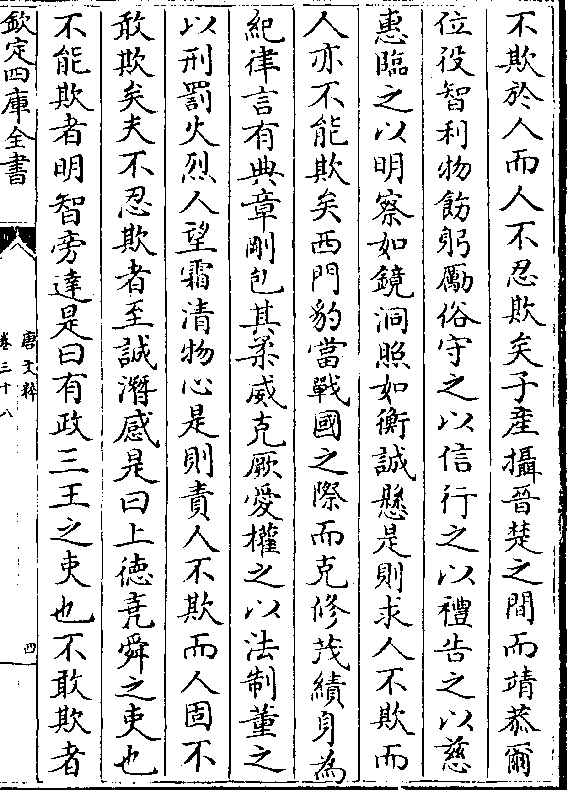 不欺於人而人不忍欺矣子產攝晉楚之間而靖恭爾
位役智利物飭躬勵俗守之以信行之以禮告之以慈
惠臨之以明察如鏡洞照如衡誠懸是則求人不欺而
人亦不能欺矣西門豹當戰國之際而克修茂績身為
紀律言有典章剛包其柔威克厥愛權之以法制董之
以刑罰火烈人望霜清物心是則責人不欺而人固不
敢欺矣夫不忍欺者至誠潛感是曰上徳堯舜之吏也
不能欺者明智旁達是曰有政三王之吏也不敢欺者
欽定四庫全書
唐文粹
卷三十八
四